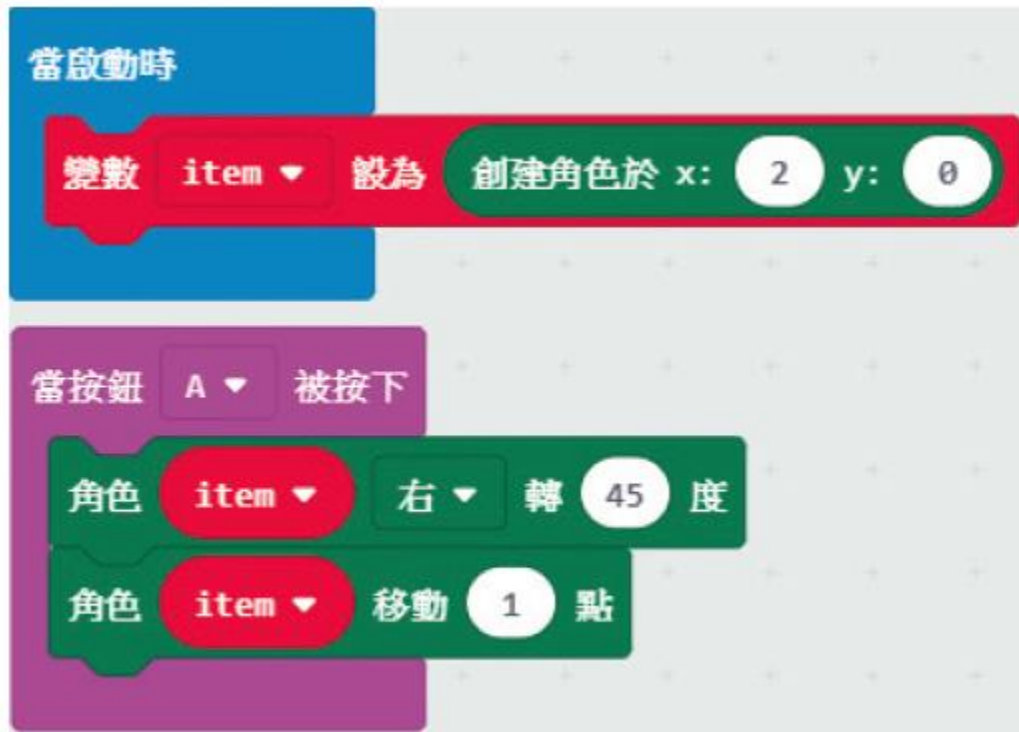 當啟動時
變數 item 設為 創建角色於 x: 2 y: 0
當按鈕 A 被按下
角色 item 右 轉 45 度
角色 item 移動 1 點